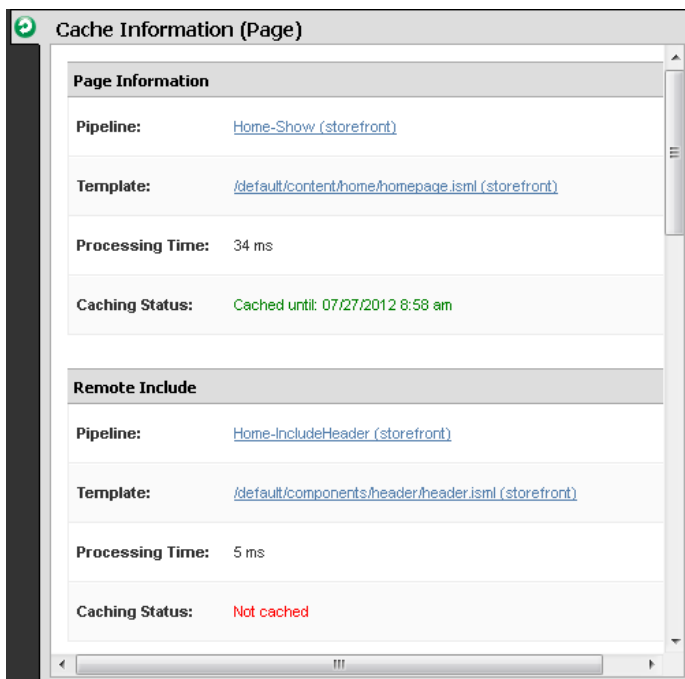 Cache Information (Page)
Page Information
Pipeline: Home-Show (storefront)
Template: /default/content/home/homepage.isml (storefront)
Processing Time: 34 ms
Caching Status: Cached until: 07/27/2012 8:58 am
Remote Include
Pipeline: Home-IncludeHeader (storefront)
Template: /default/components/header/header.isml (storefront)
Processing Time: 5 ms
Caching Status: Not cached